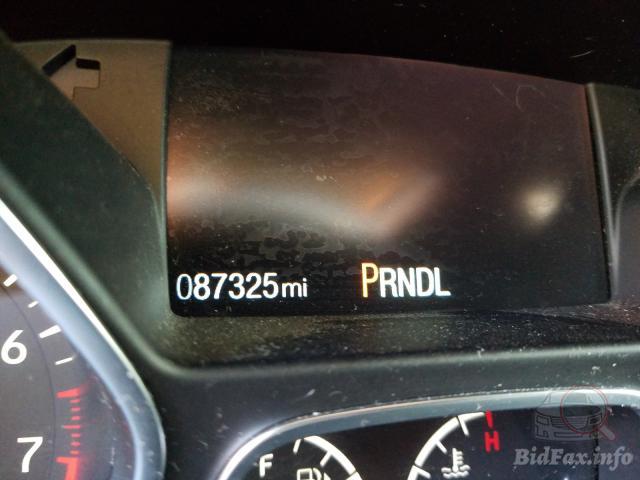 087325mi PRNDL
6
7
F
H
BidFax.info